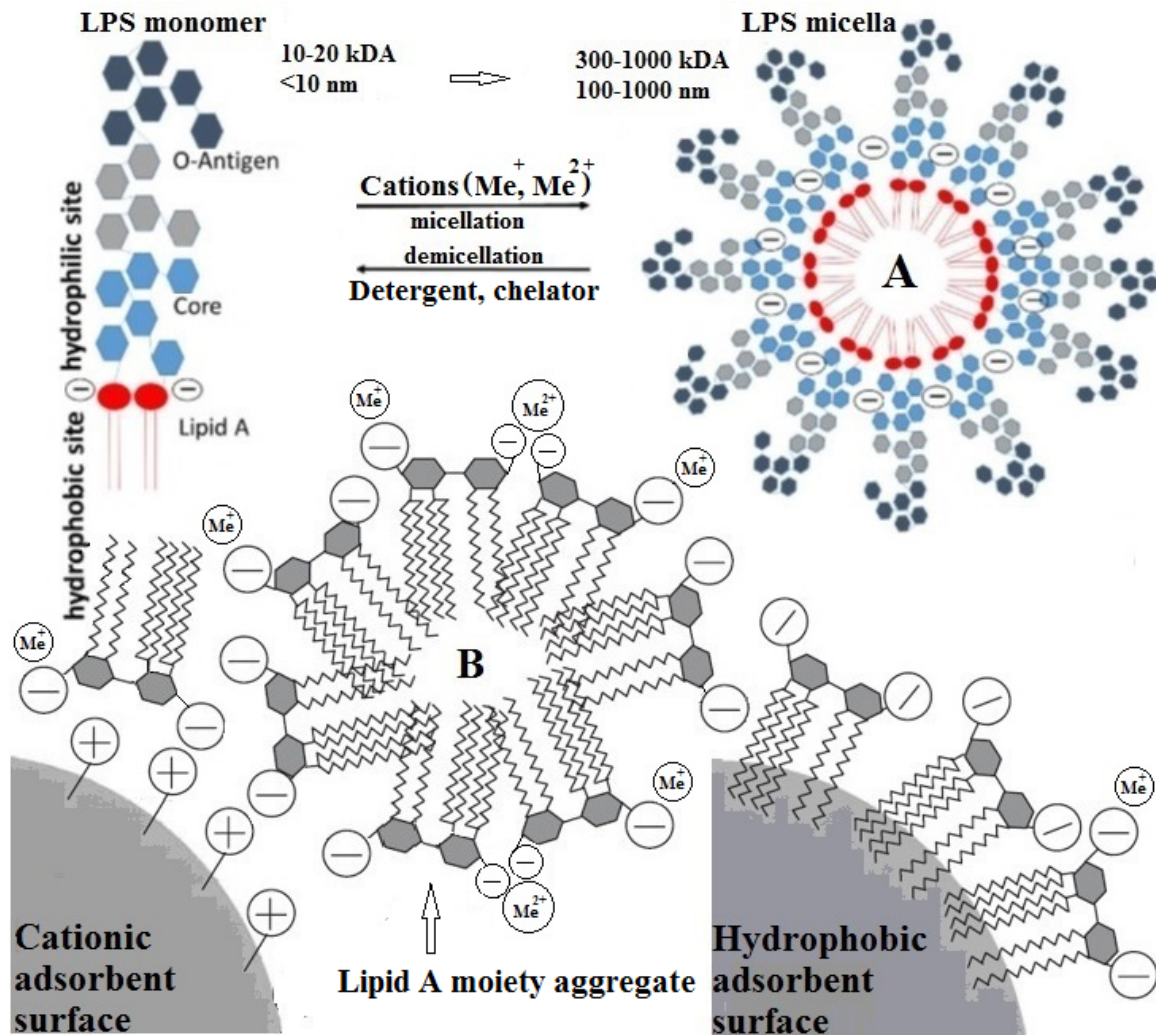 LPS monomer
10-20 kDA
<10 nm
LPS micella
300-1000 kDA
100-1000 nm
O-Antigen
Core
Lipid A
hydrophilic site
hydrophobic site
Cations (Me⁺, Me²⁺)
micellation
demicellation
Detergent, chelator
A
Me⁺
Me²⁺
Me⁺
Me⁺
Me⁺
B
Me⁺
Me⁺
Me²⁺
Cationic
adsorbent
surface
Lipid A moiety aggregate
Hydrophobic
adsorbent
surface